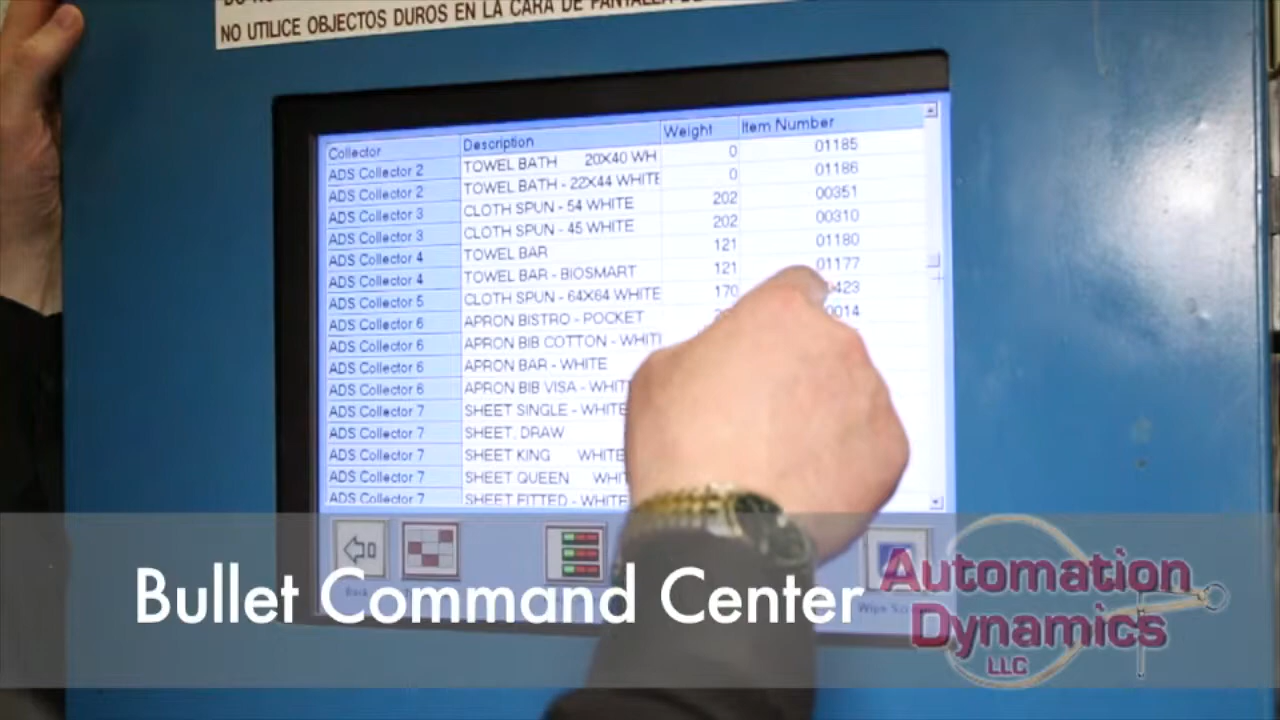 NO UTILICE OBJECTOS DUROS EN LA CARA DE PANTALLA
Collector Description Weight Item Number
ADS Collector 2 TOWEL BATH 20X40 WH 0 01185
ADS Collector 2 TOWEL BATH - 22X44 WHITE 0 01186
ADS Collector 3 CLOTH SPUN - 54 WHITE 202 00351
ADS Collector 3 CLOTH SPUN - 45 WHITE 202 00310
ADS Collector 4 TOWEL BAR 121 01180
ADS Collector 4 TOWEL BAR - BIOSMART 121 01177
ADS Collector 5 CLOTH SPUN - 64X64 WHITE 170 423
ADS Collector 6 APRON BISTRO - POCKET 0014
ADS Collector 6 APRON BIB COTTON - WHIT
ADS Collector 6 APRON BAR - WHITE
ADS Collector 6 APRON BIB VISA - WHIT
ADS Collector 7 SHEET SINGLE - WHITE
ADS Collector 7 SHEET, DRAW
ADS Collector 7 SHEET KING WHITE
ADS Collector 7 SHEET QUEEN WHI
ADS Collector 7 SHEET FITTED - WHITE
Back
Wipe
Bullet Command Center
Automation
Dynamics
LLC